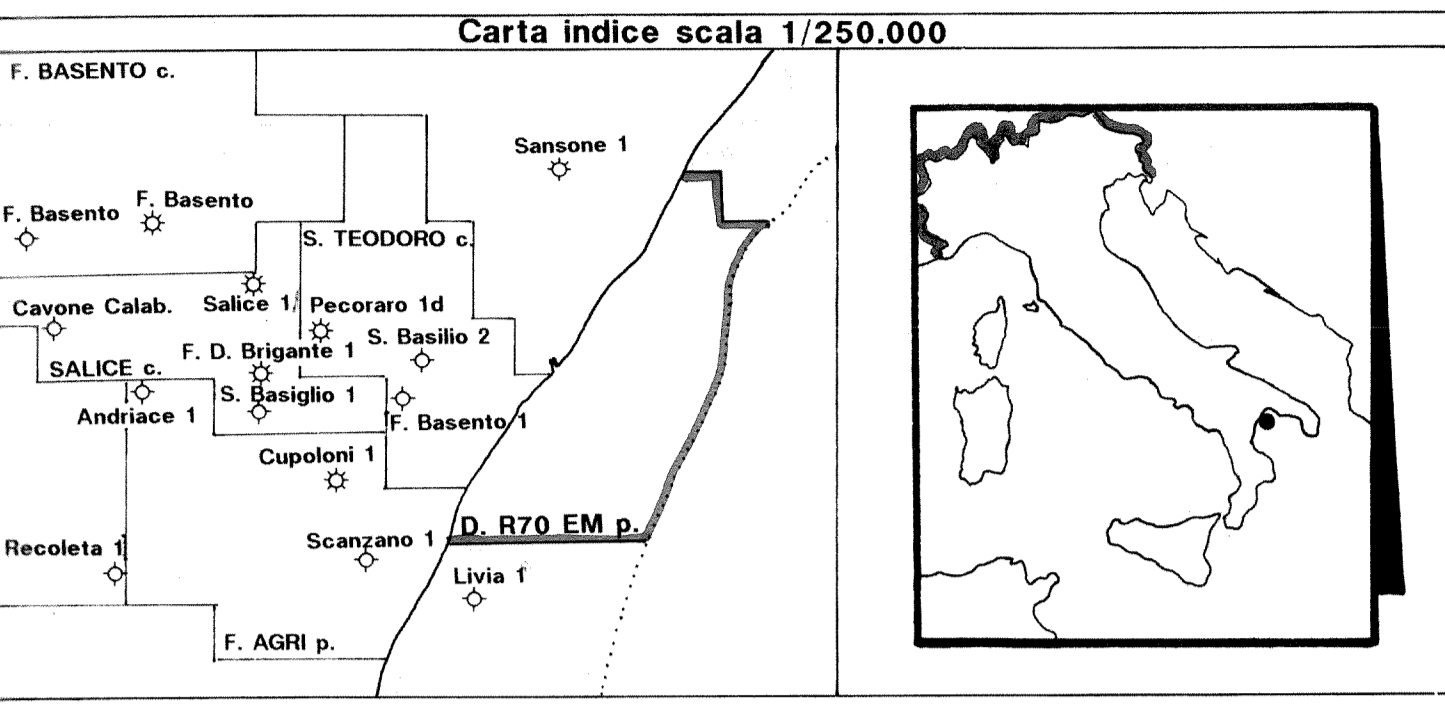 Carta indice scala 1/250.000
F. BASENTO c.
Sansone 1
F. Basento
F. Basento
S. TEODORO c.
Cavone Calab.
Salice 1
Pecoraro 1d
S. Basilio 2
F. D. Brigante 1
SALICE c.
S. Basiglio 1
Andriace 1
F. Basento 1
Cupoloni 1
D. R70 EM p.
Scanzano 1
Recoleta 1
Livia 1
F. AGRI p.